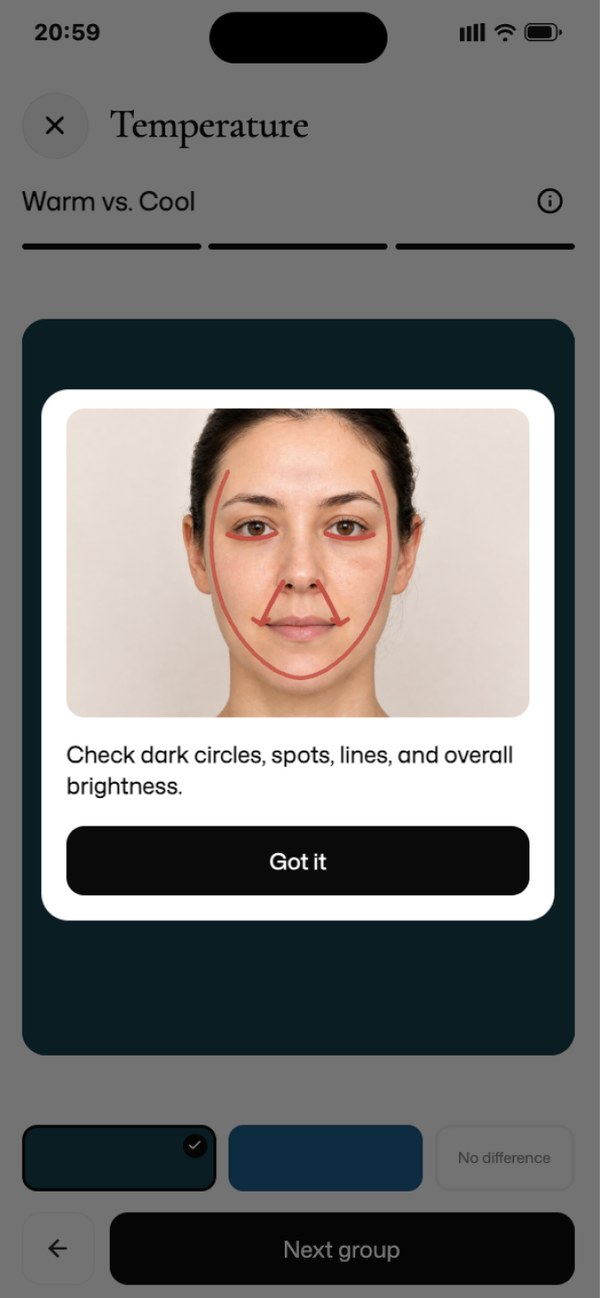 20:59
Temperature
Warm vs. Cool
Check dark circles, spots, lines, and overall
brightness.
Got it
No difference
Next group